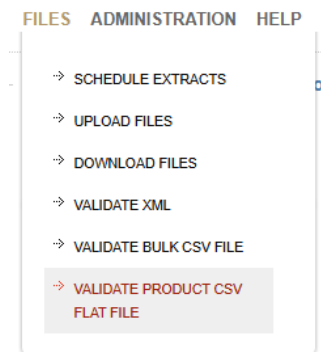 FILES ADMINISTRATION HELP
SCHEDULE EXTRACTS
UPLOAD FILES
DOWNLOAD FILES
VALIDATE XML
VALIDATE BULK CSV FILE
VALIDATE PRODUCT CSV
FLAT FILE